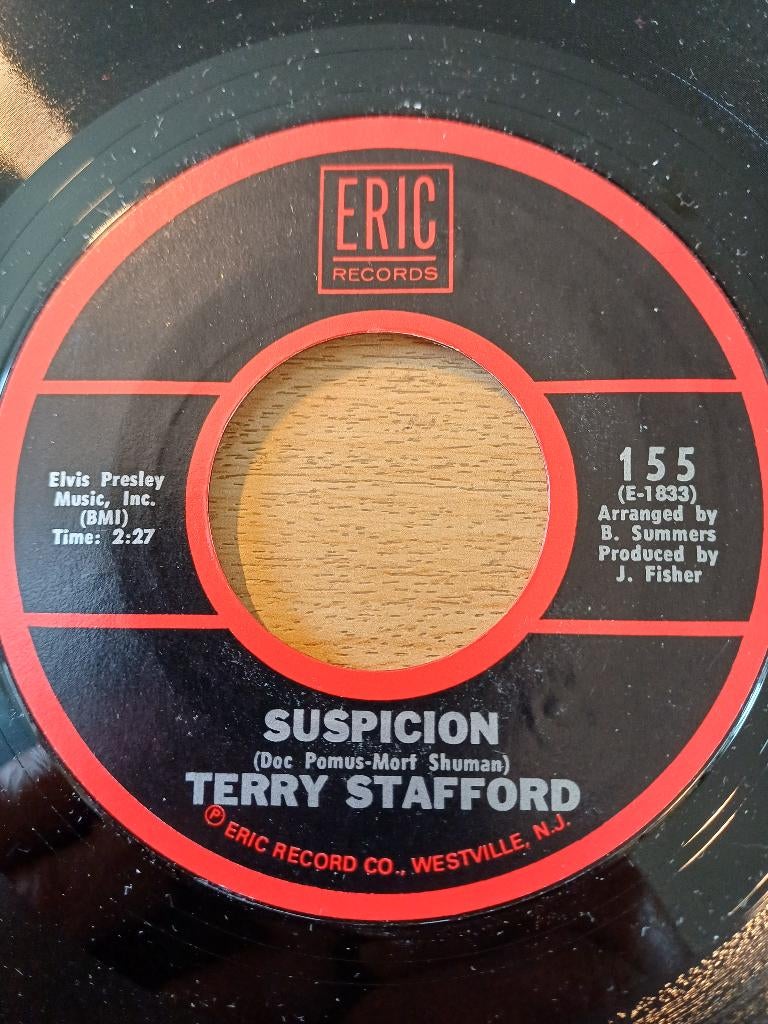 ERIC
RECORDS
Elvis Presley
Music, Inc.
(BMI)
Time: 2:27
155
(E-1833)
Arranged by
B. Summers
Produced by
J. Fisher
SUSPICION
(Doc Pomus-Morf Shuman)
TERRY STAFFORD
℗ ERIC RECORD CO., WESTVILLE, N.J.